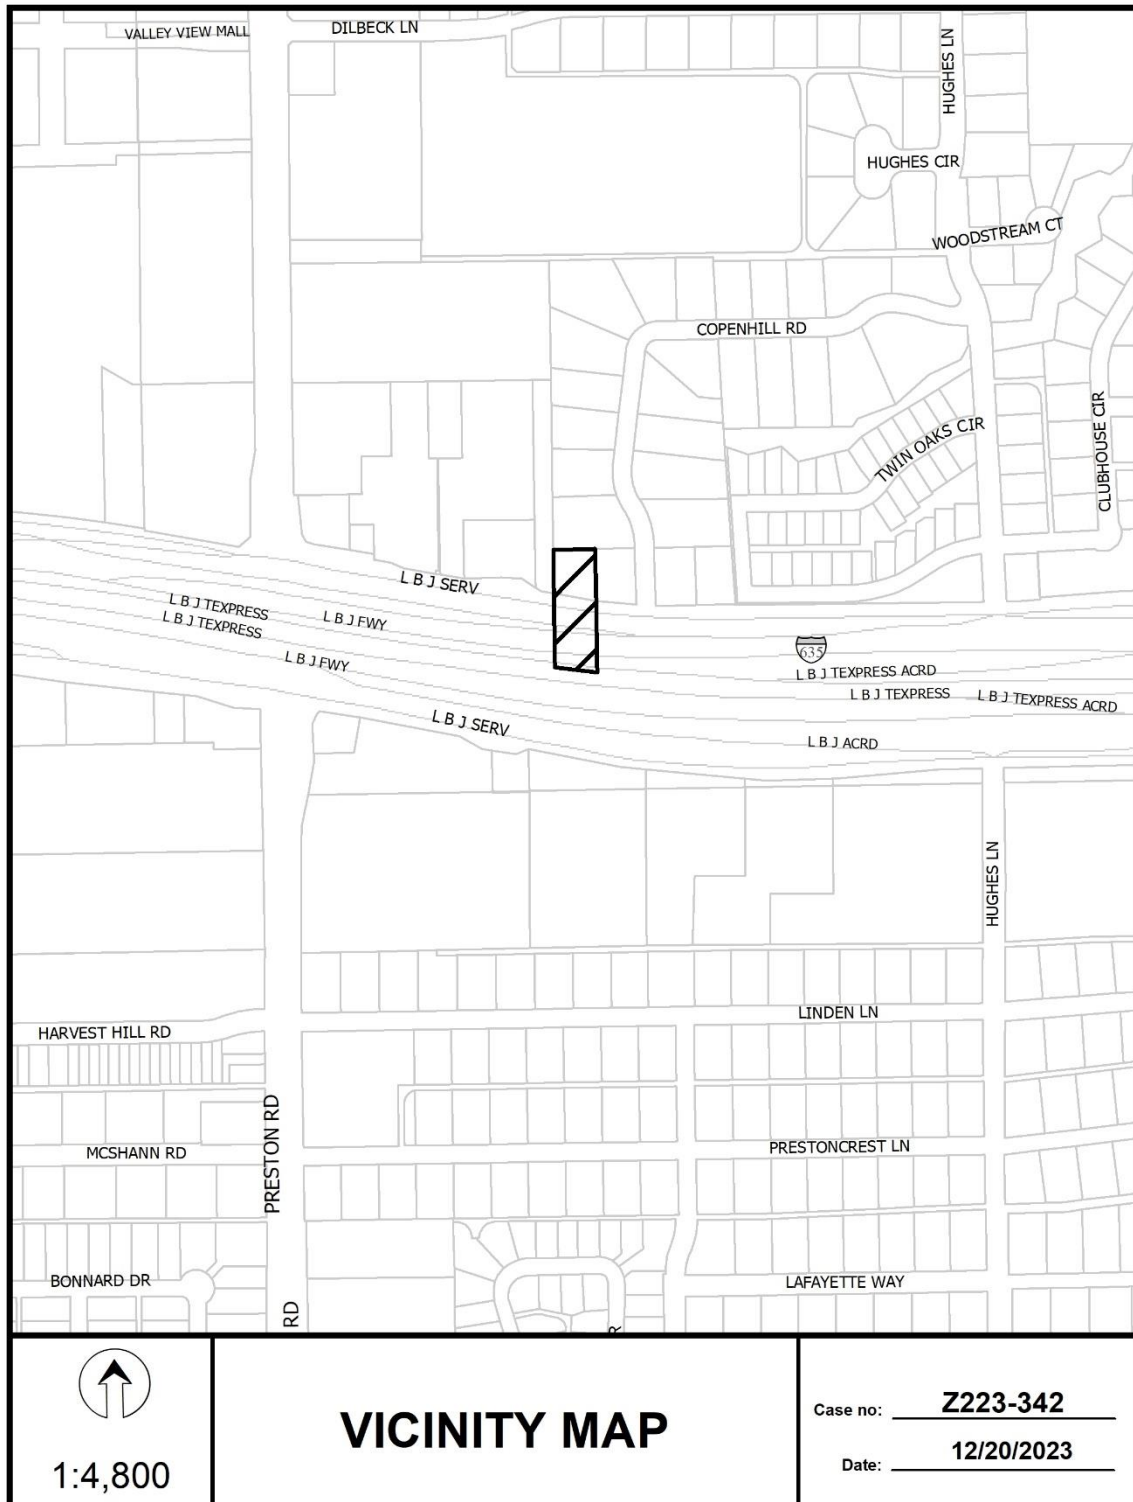 VALLEY VIEW MALL
DILBECK LN
HUGHES LN
HUGHES CIR
WOODSTREAM CT
COPENHILL RD
TWIN OAKS CIR
CLUBHOUSE CIR
L B J SERV
L B J TEXPRESS
L B J TEXPRESS
L B J FWY
L B J FWY
635
L B J TEXPRESS ACRD
L B J TEXPRESS
L B J TEXPRESS ACRD
L B J SERV
L B J ACRD
HUGHES LN
LINDEN LN
HARVEST HILL RD
PRESTON RD
MCSHANN RD
PRESTONCREST LN
BONNARD DR
LAFAYETTE WAY
RD
1:4,800
VICINITY MAP
Case no: Z223-342
Date: 12/20/2023